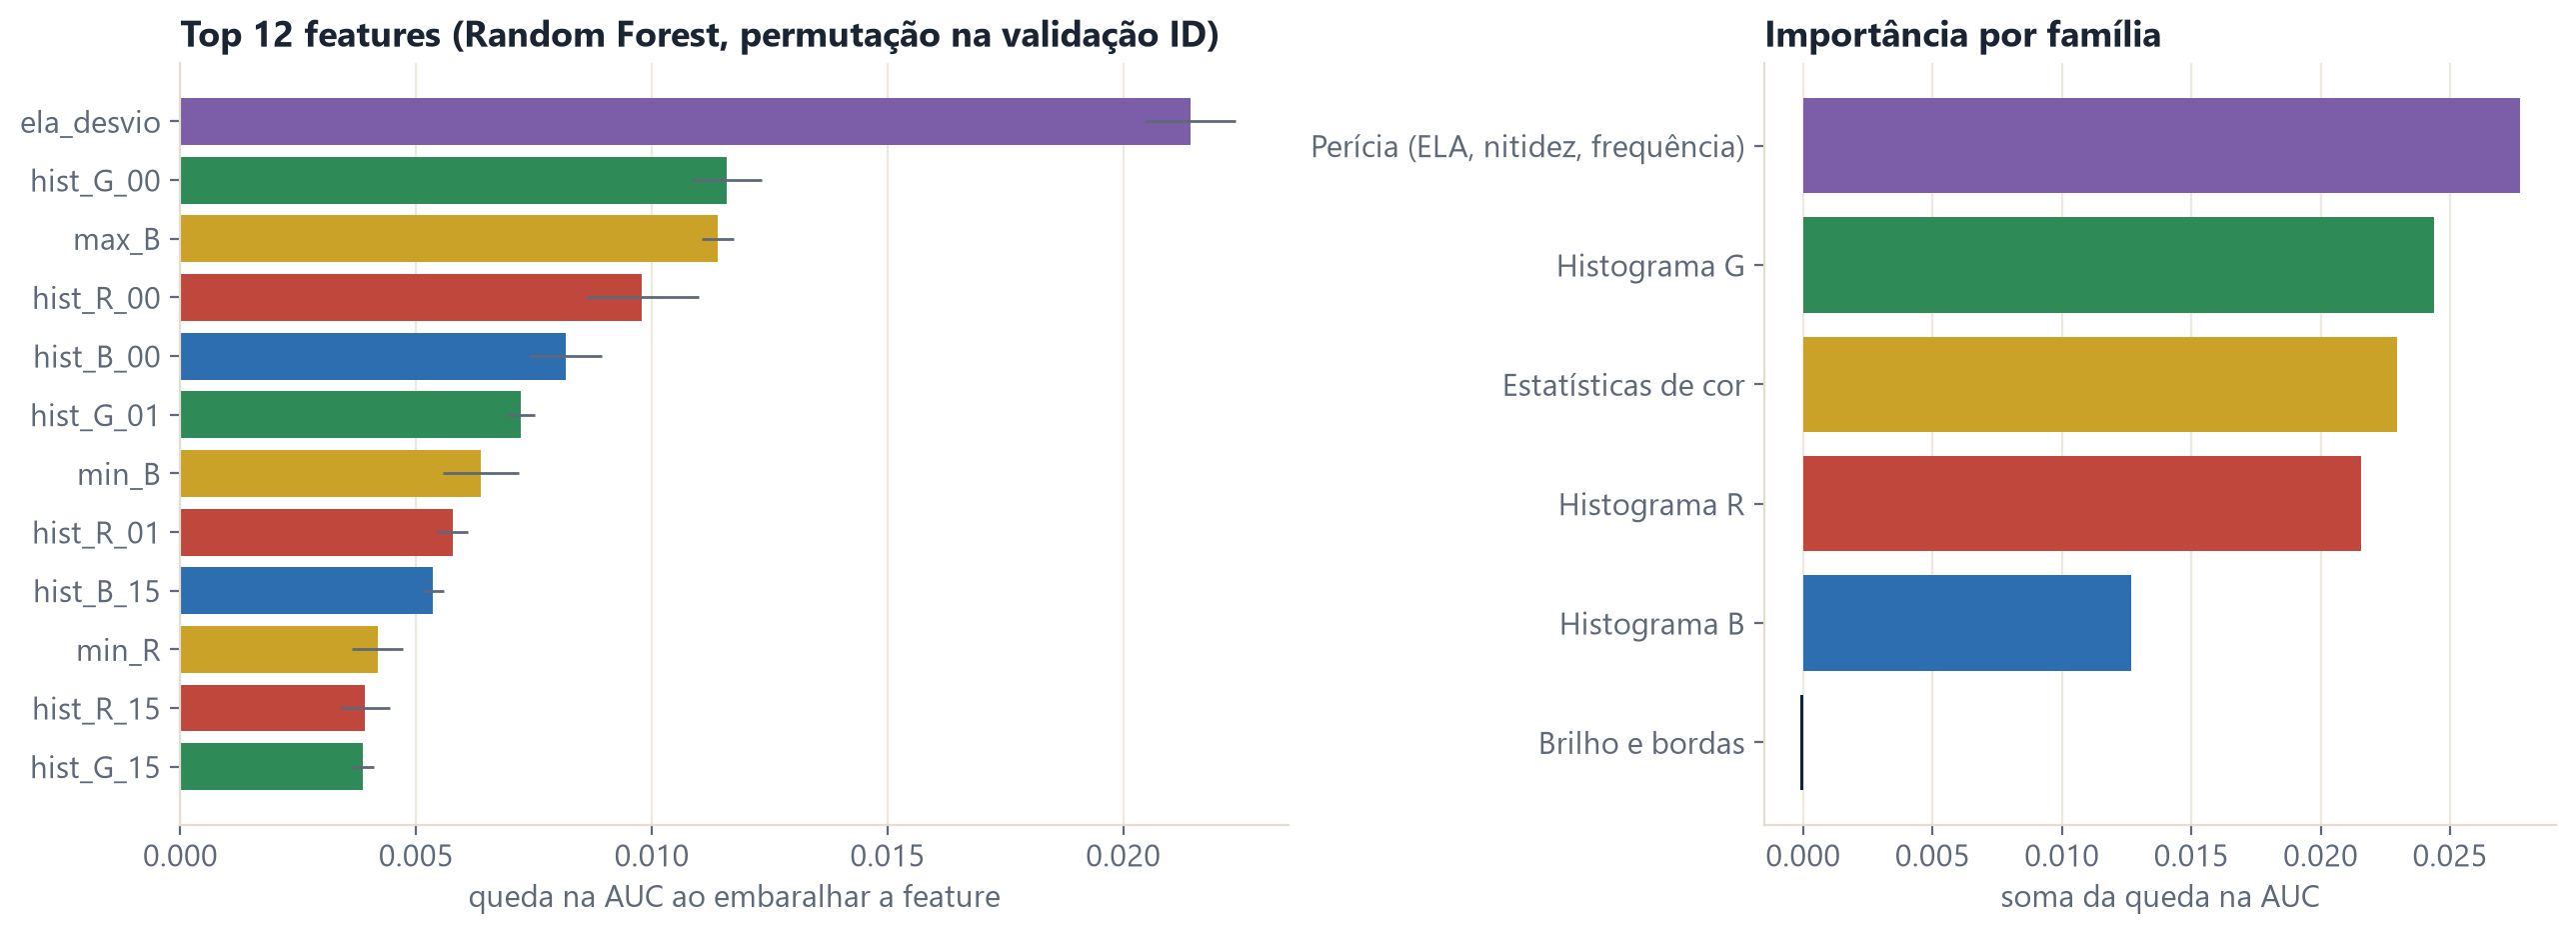 Top 12 features (Random Forest, permutação na validação ID)
ela_desvio
hist_G_00
max_B
hist_R_00
hist_B_00
hist_G_01
min_B
hist_R_01
hist_B_15
min_R
hist_R_15
hist_G_15
0.000 0.005 0.010 0.015 0.020
queda na AUC ao embaralhar a feature
Importância por família
Perícia (ELA, nitidez, frequência)
Histograma G
Estatísticas de cor
Histograma R
Histograma B
Brilho e bordas
0.000 0.005 0.010 0.015 0.020 0.025
soma da queda na AUC